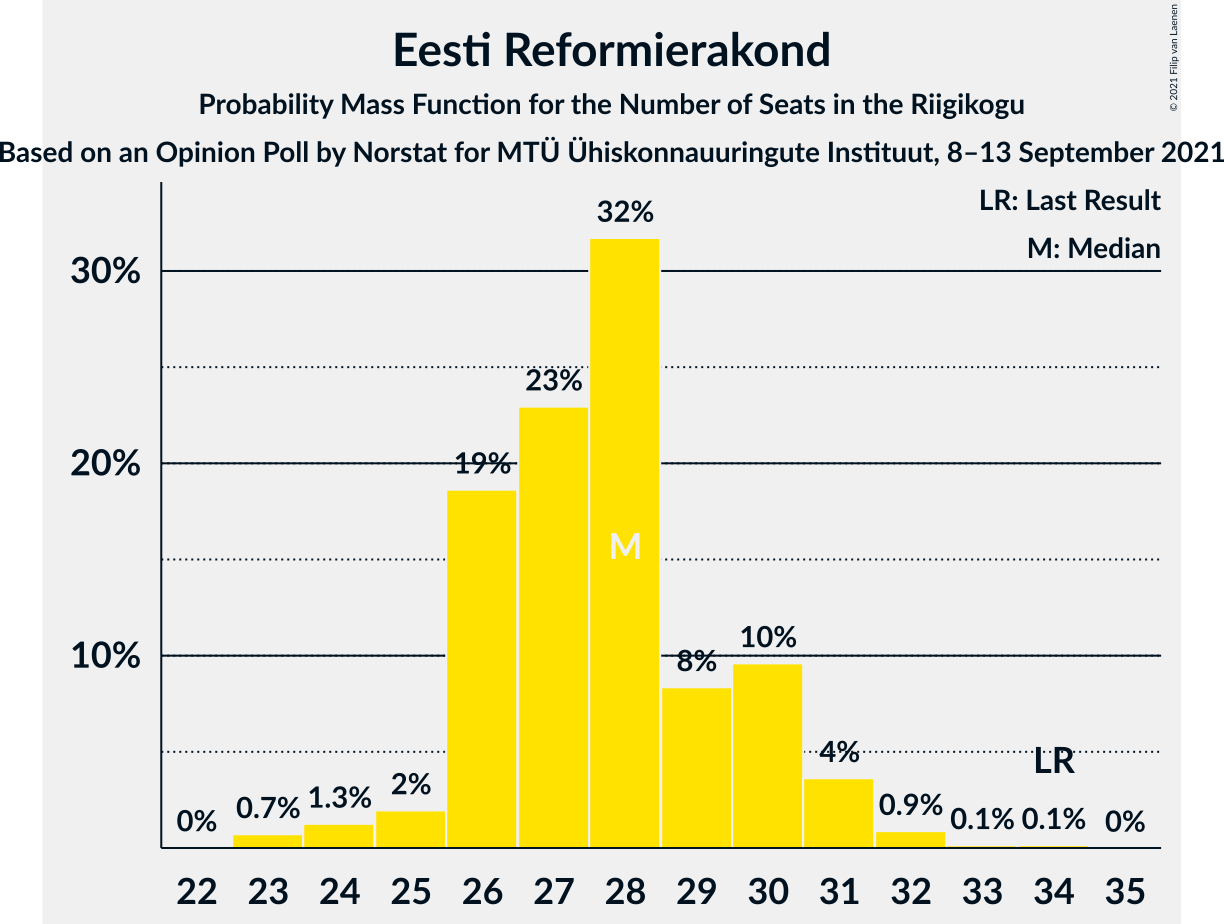 Eesti Reformierakond
Probability Mass Function for the Number of Seats in the Riigikogu
Based on an Opinion Poll by Norstat for MTÜ Ühiskonnauuringute Instituut, 8–13 September 2021
© 2021 Filip van Laenen
LR: Last Result
M: Median
30%
20%
10%
0%
0.7%
1.3%
2%
19%
23%
32%
8%
10%
4%
0.9%
0.1%
0.1%
0%
M
LR
22 23 24 25 26 27 28 29 30 31 32 33 34 35